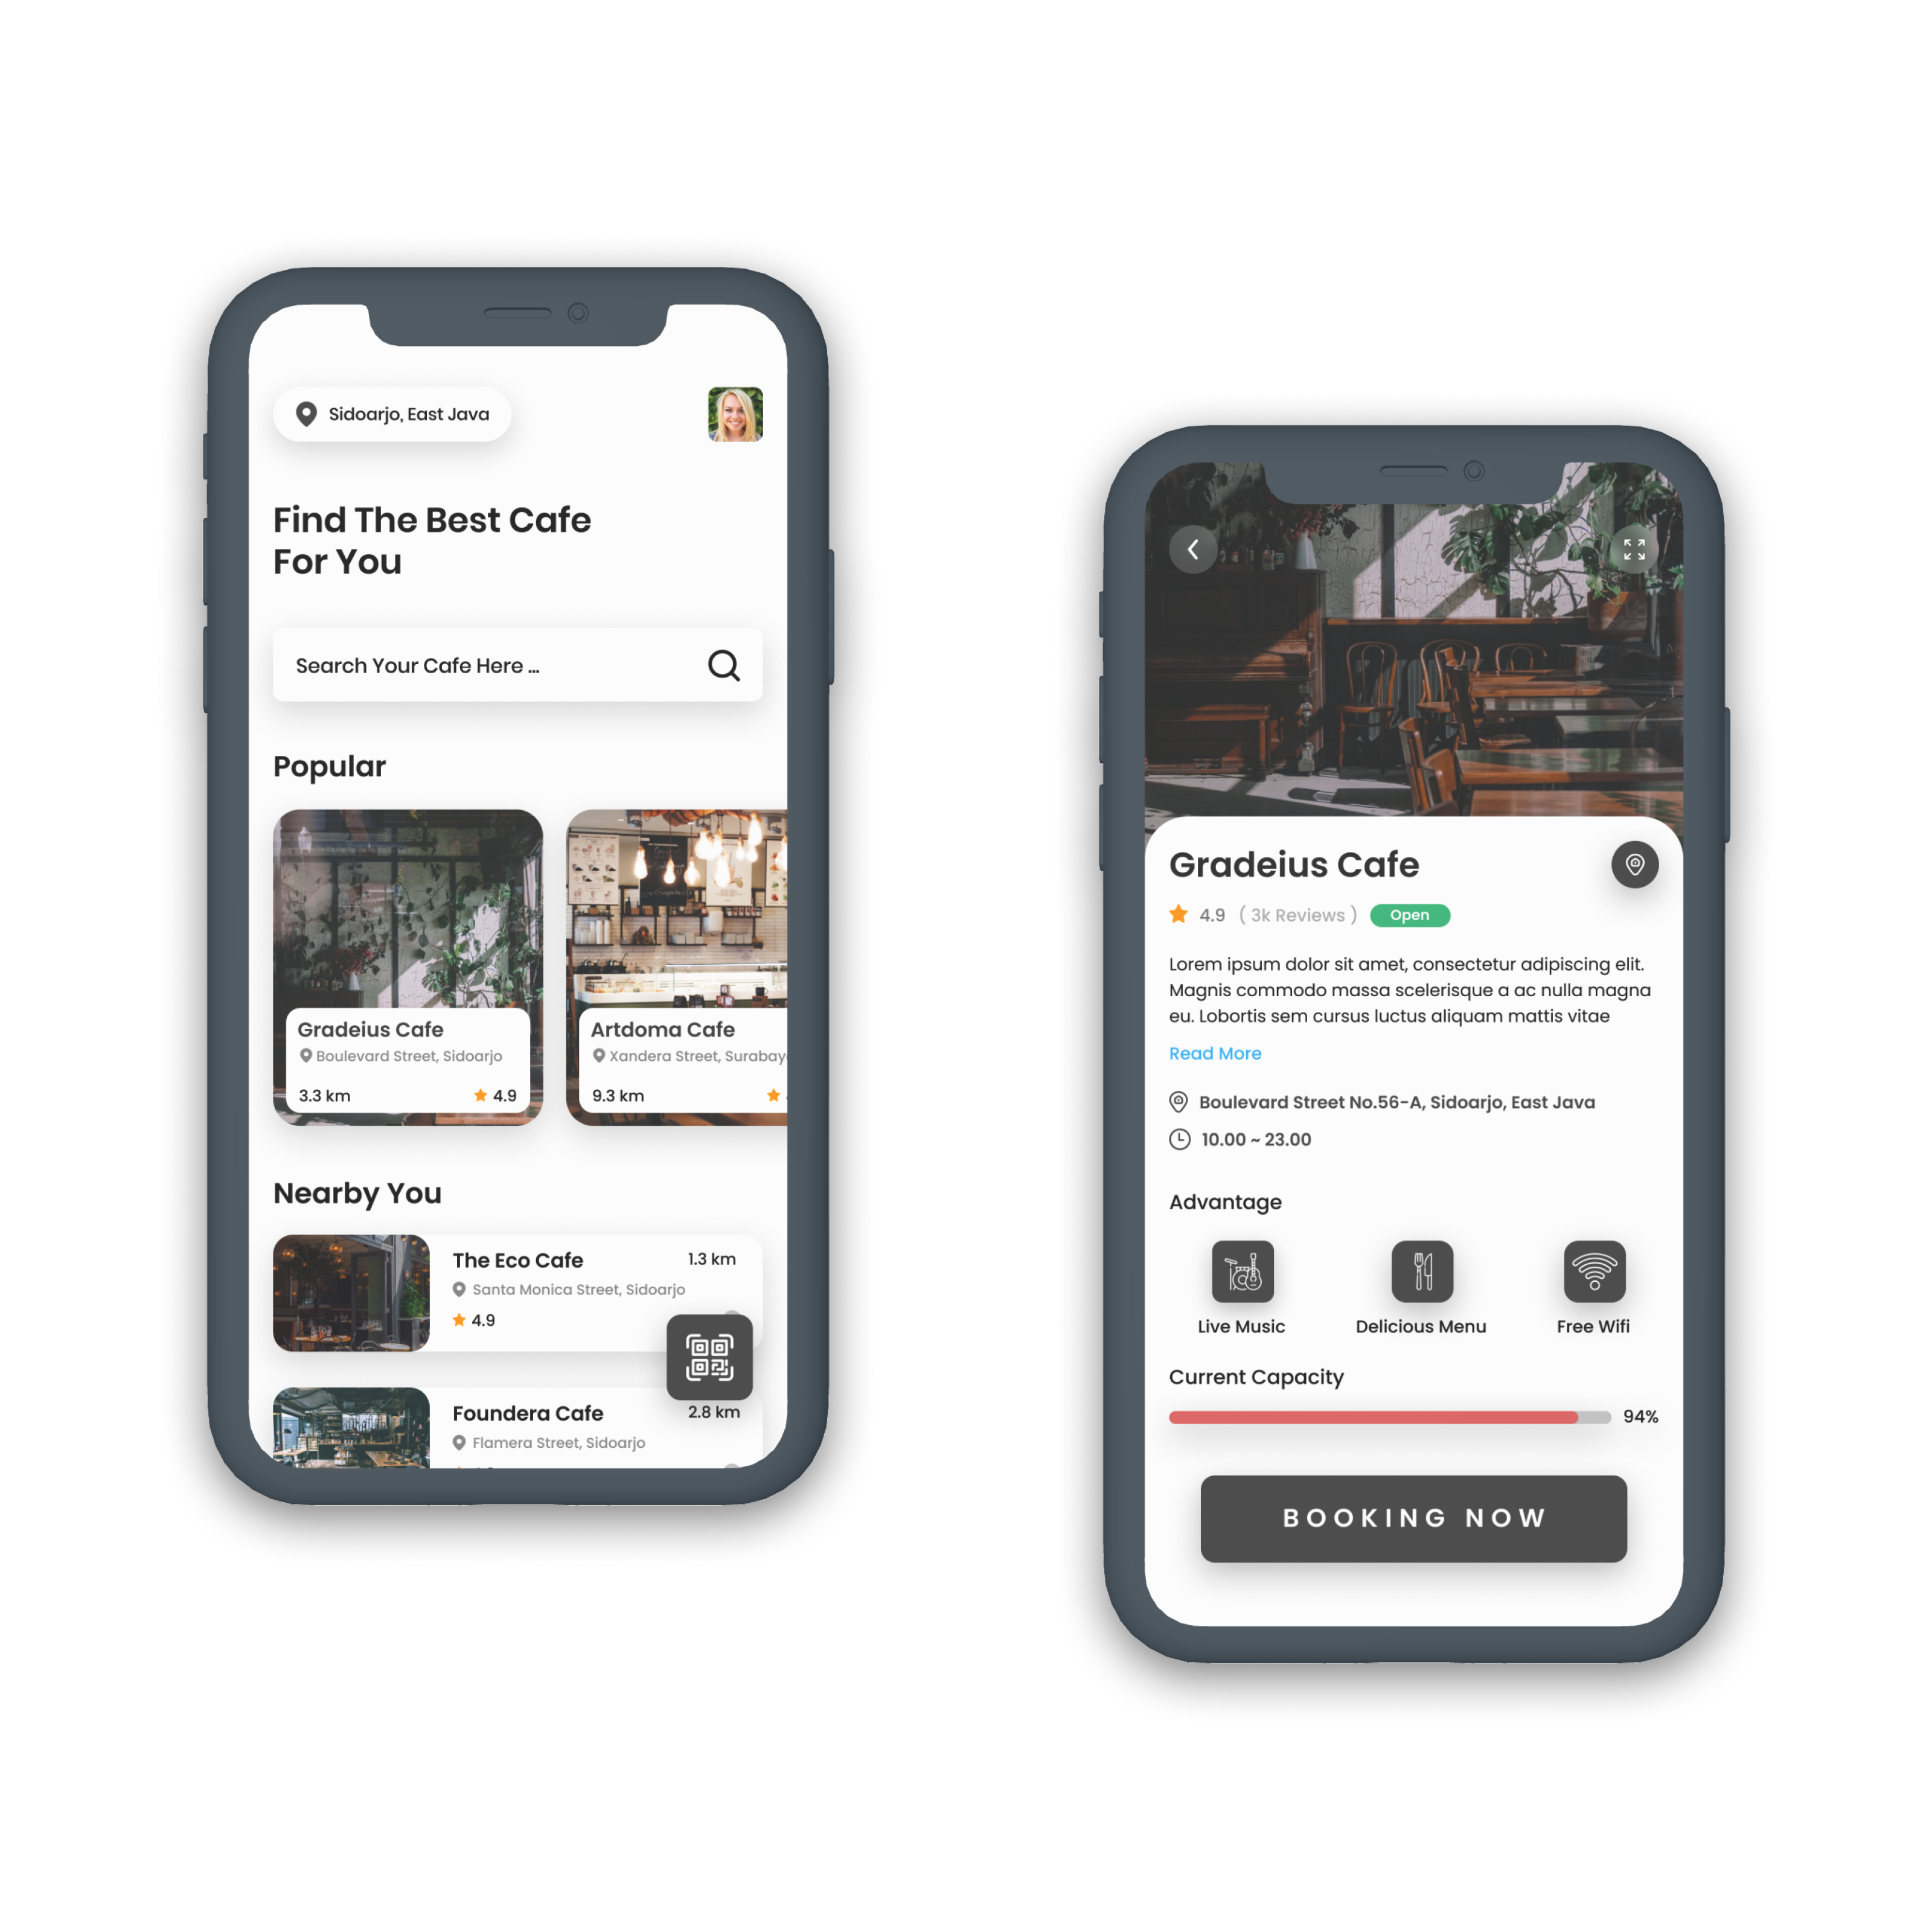 Sidoarjo, East Java
Find The Best Cafe
For You
Search Your Cafe Here ...
Popular
Gradeius Cafe
Boulevard Street, Sidoarjo
3.3 km
4.9
Artdoma Cafe
Xandera Street, Surabay
9.3 km
Nearby You
The Eco Cafe
1.3 km
Santa Monica Street, Sidoarjo
4.9
Foundera Cafe
2.8 km
Flamera Street, Sidoarjo
Gradeius Cafe
4.9 ( 3k Reviews ) Open
Lorem ipsum dolor sit amet, consectetur adipiscing elit.
Magnis commodo massa scelerisque a ac nulla magna
eu. Lobortis sem cursus luctus aliquam mattis vitae
Read More
Boulevard Street No.56-A, Sidoarjo, East Java
10.00 ~ 23.00
Advantage
Live Music
Delicious Menu
Free Wifi
Current Capacity
94%
BOOKING NOW